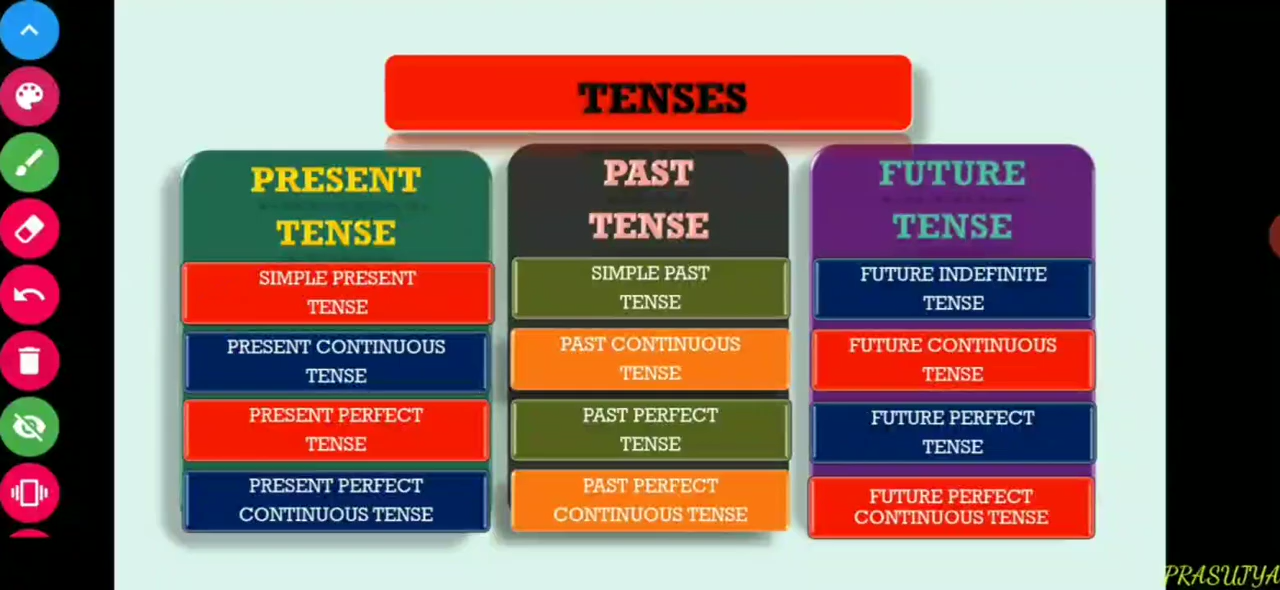 TENSES
PRESENT
TENSE
SIMPLE PRESENT
TENSE
PRESENT CONTINUOUS
TENSE
PRESENT PERFECT
TENSE
PRESENT PERFECT
CONTINUOUS TENSE
PAST
TENSE
SIMPLE PAST
TENSE
PAST CONTINUOUS
TENSE
PAST PERFECT
TENSE
PAST PERFECT
CONTINUOUS TENSE
FUTURE
TENSE
FUTURE INDEFINITE
TENSE
FUTURE CONTINUOUS
TENSE
FUTURE PERFECT
TENSE
FUTURE PERFECT
CONTINUOUS TENSE
PRASUJYA